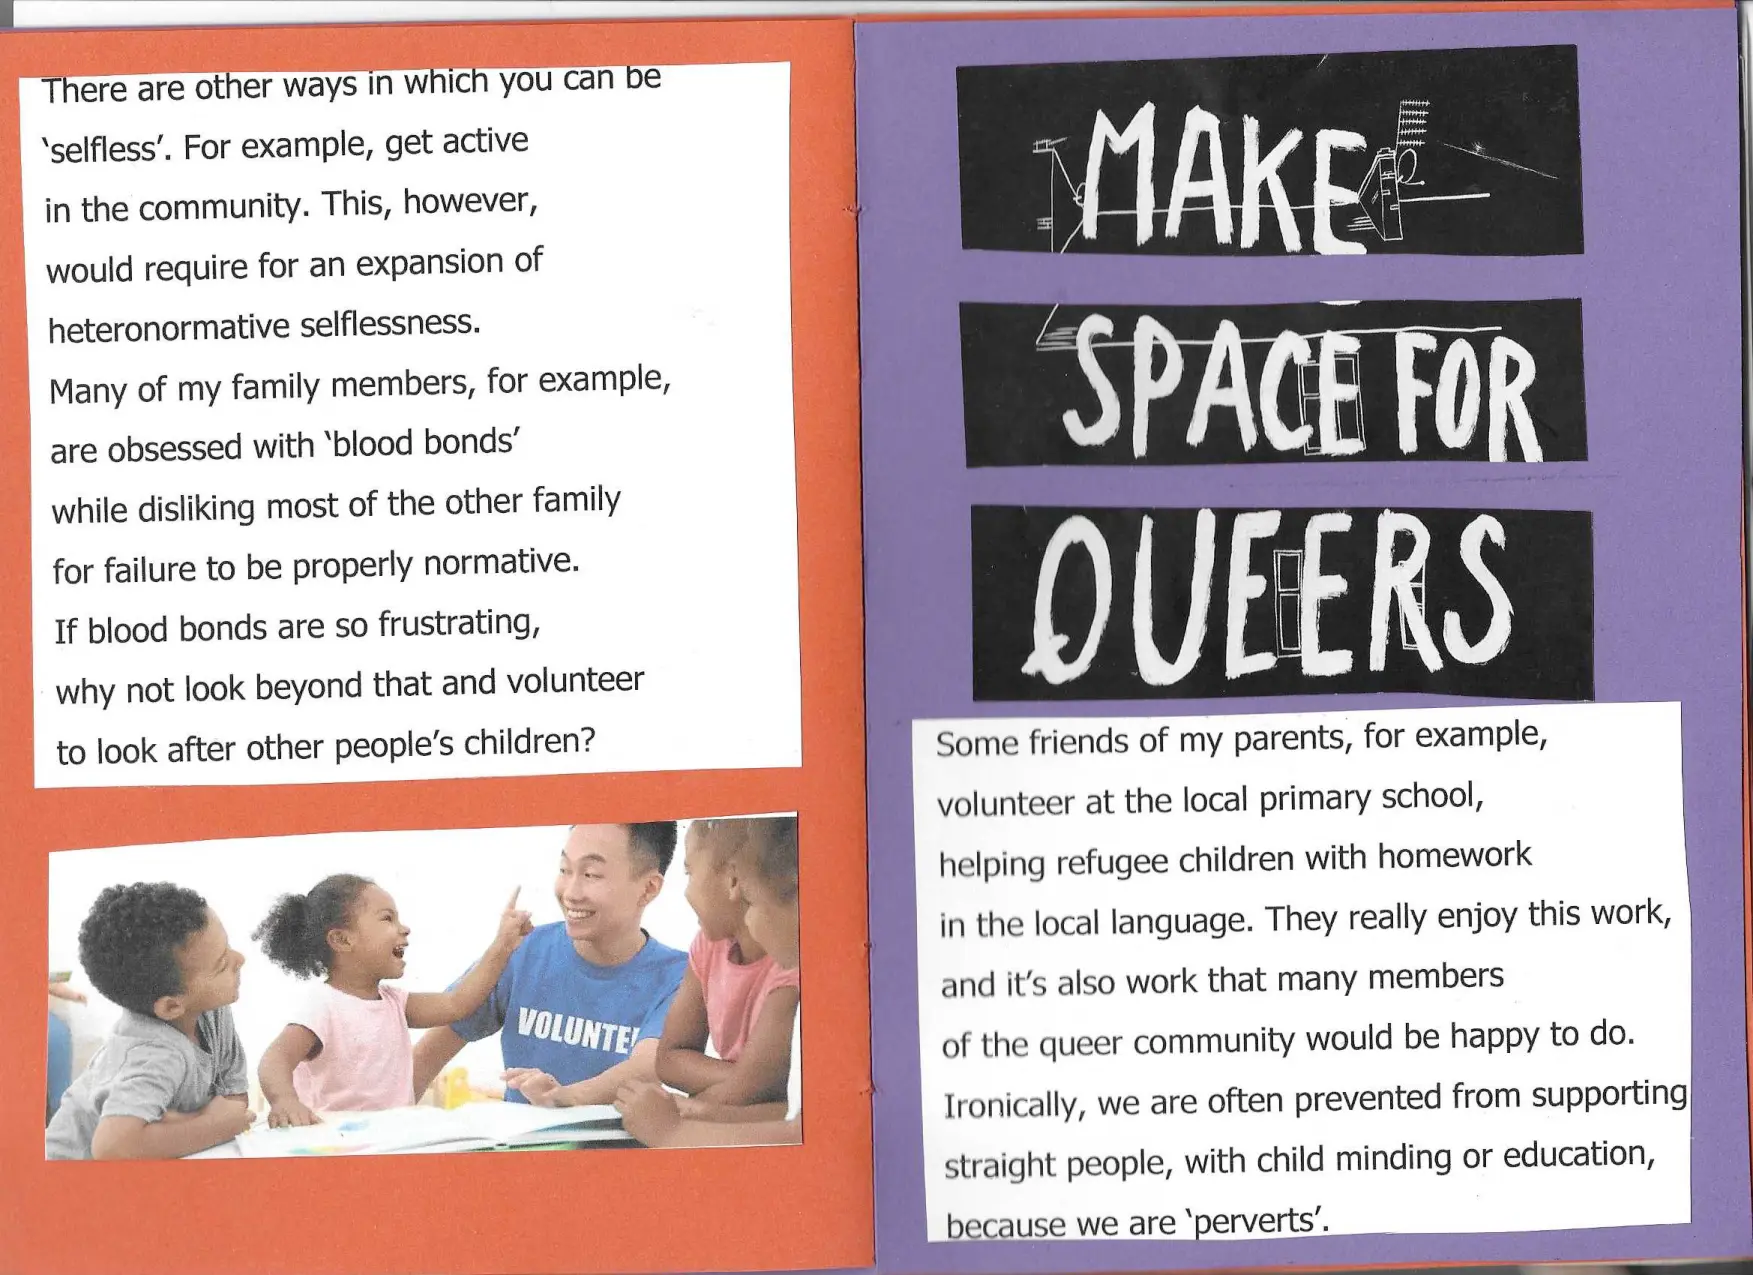 There are other ways in which you can be
‘selfless’. For example, get active
in the community. This, however,
would require for an expansion of
heteronormative selflessness.
Many of my family members, for example,
are obsessed with ‘blood bonds’
while disliking most of the other family
for failure to be properly normative.
If blood bonds are so frustrating,
why not look beyond that and volunteer
to look after other people’s children?
VOLUNTE
MAKE
SPACE FOR
QUEERS
Some friends of my parents, for example,
volunteer at the local primary school,
helping refugee children with homework
in the local language. They really enjoy this work,
and it’s also work that many members
of the queer community would be happy to do.
Ironically, we are often prevented from supporting
straight people, with child minding or education,
because we are ‘perverts’.